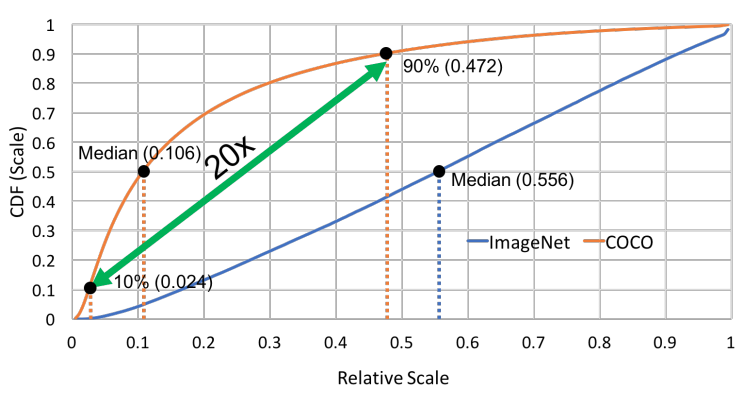 1
0.9
0.8
0.7
0.6
0.5
0.4
0.3
0.2
0.1
0
CDF (Scale)
90% (0.472)
Median (0.106)
20x
Median (0.556)
ImageNet
COCO
10% (0.024)
0 0.1 0.2 0.3 0.4 0.5 0.6 0.7 0.8 0.9 1
Relative Scale